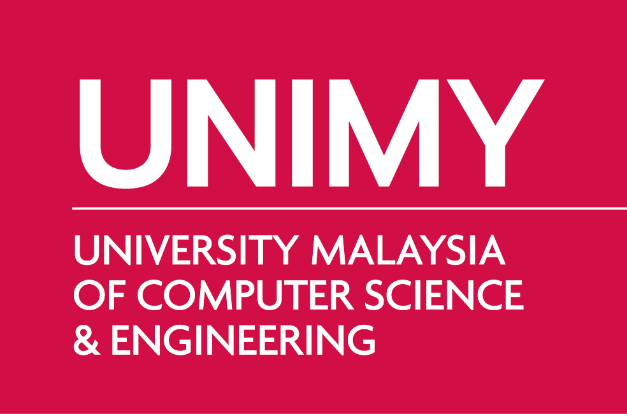 UNIMY
UNIVERSITY MALAYSIA
OF COMPUTER SCIENCE
& ENGINEERING